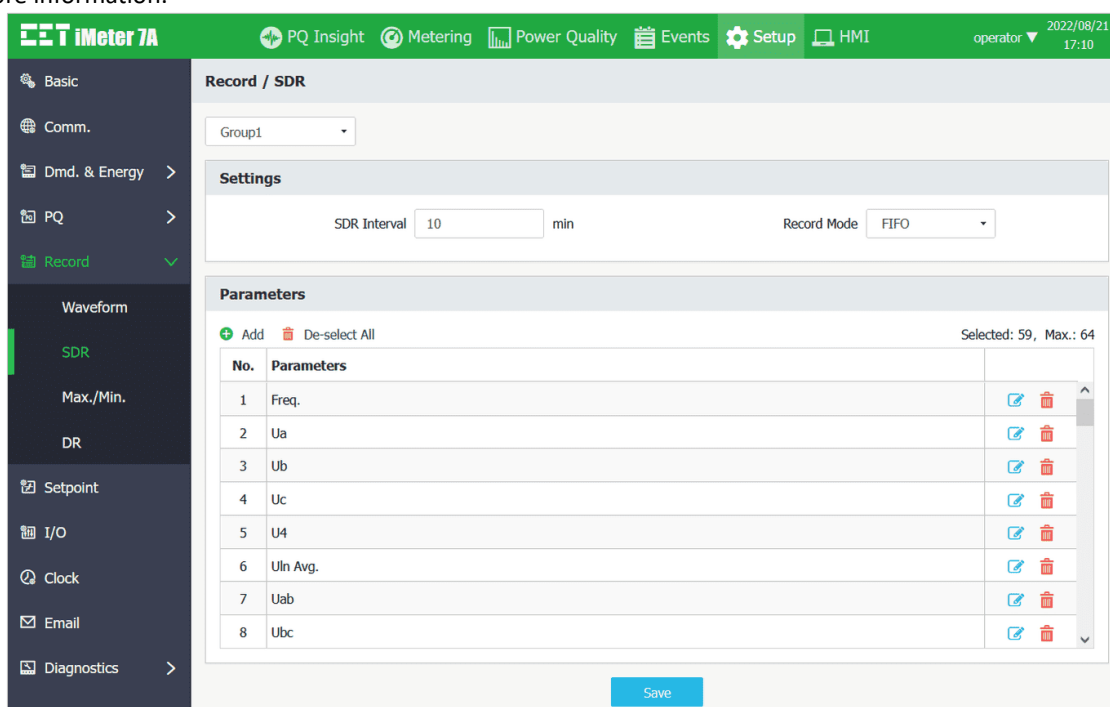 re information.
CET iMeter 7A PQ Insight Metering Power Quality Events Setup HMI operator ▼ 2022/08/21 17:10
Basic
Comm.
Dmd. & Energy >
PQ >
Record
Waveform
SDR
Max./Min.
DR
Setpoint
I/O
Clock
Email
Diagnostics >
Record / SDR
Group1
Settings
SDR Interval 10 min Record Mode FIFO
Parameters
Add De-select All Selected: 59, Max.: 64
No. Parameters
1 Freq.
2 Ua
3 Ub
4 Uc
5 U4
6 Uln Avg.
7 Uab
8 Ubc
Save